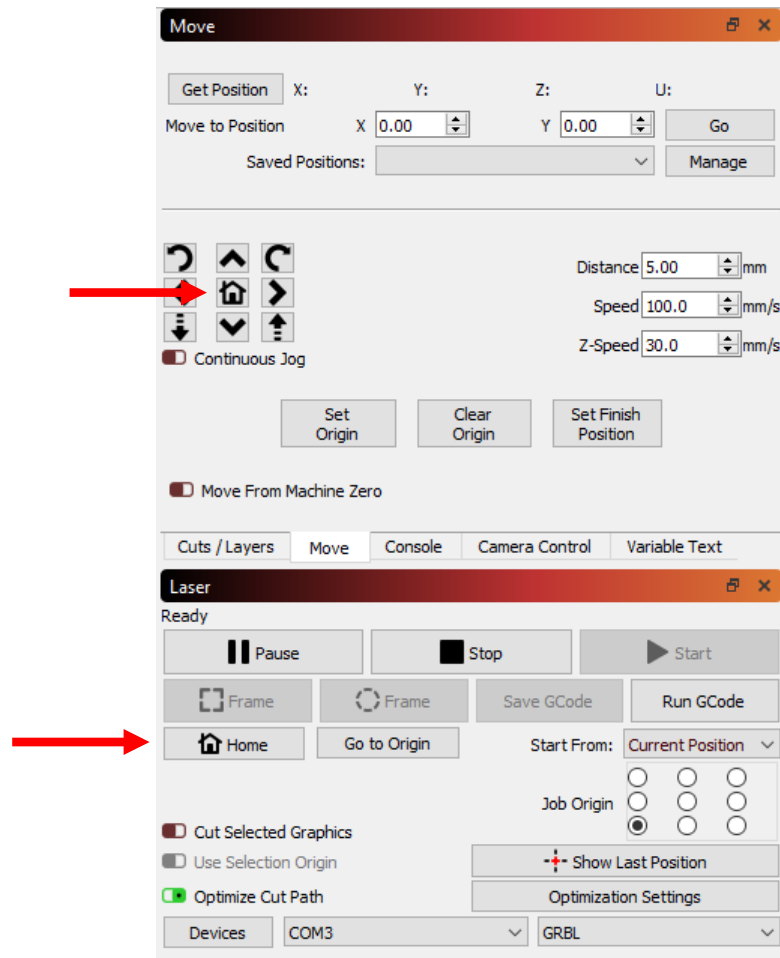 Move
Get Position X: Y: Z: U:
Move to Position X 0.00 Y 0.00 Go
Saved Positions: Manage
Distance 5.00 mm
Speed 100.0 mm/s
Z-Speed 30.0 mm/s
Continuous Jog
Set Origin Clear Origin Set Finish Position
Move From Machine Zero
Cuts / Layers Move Console Camera Control Variable Text
Laser
Ready
Pause Stop Start
Frame Frame Save GCode Run GCode
Home Go to Origin Start From: Current Position
Job Origin
Cut Selected Graphics
Use Selection Origin Show Last Position
Optimize Cut Path Optimization Settings
Devices COM3 GRBL